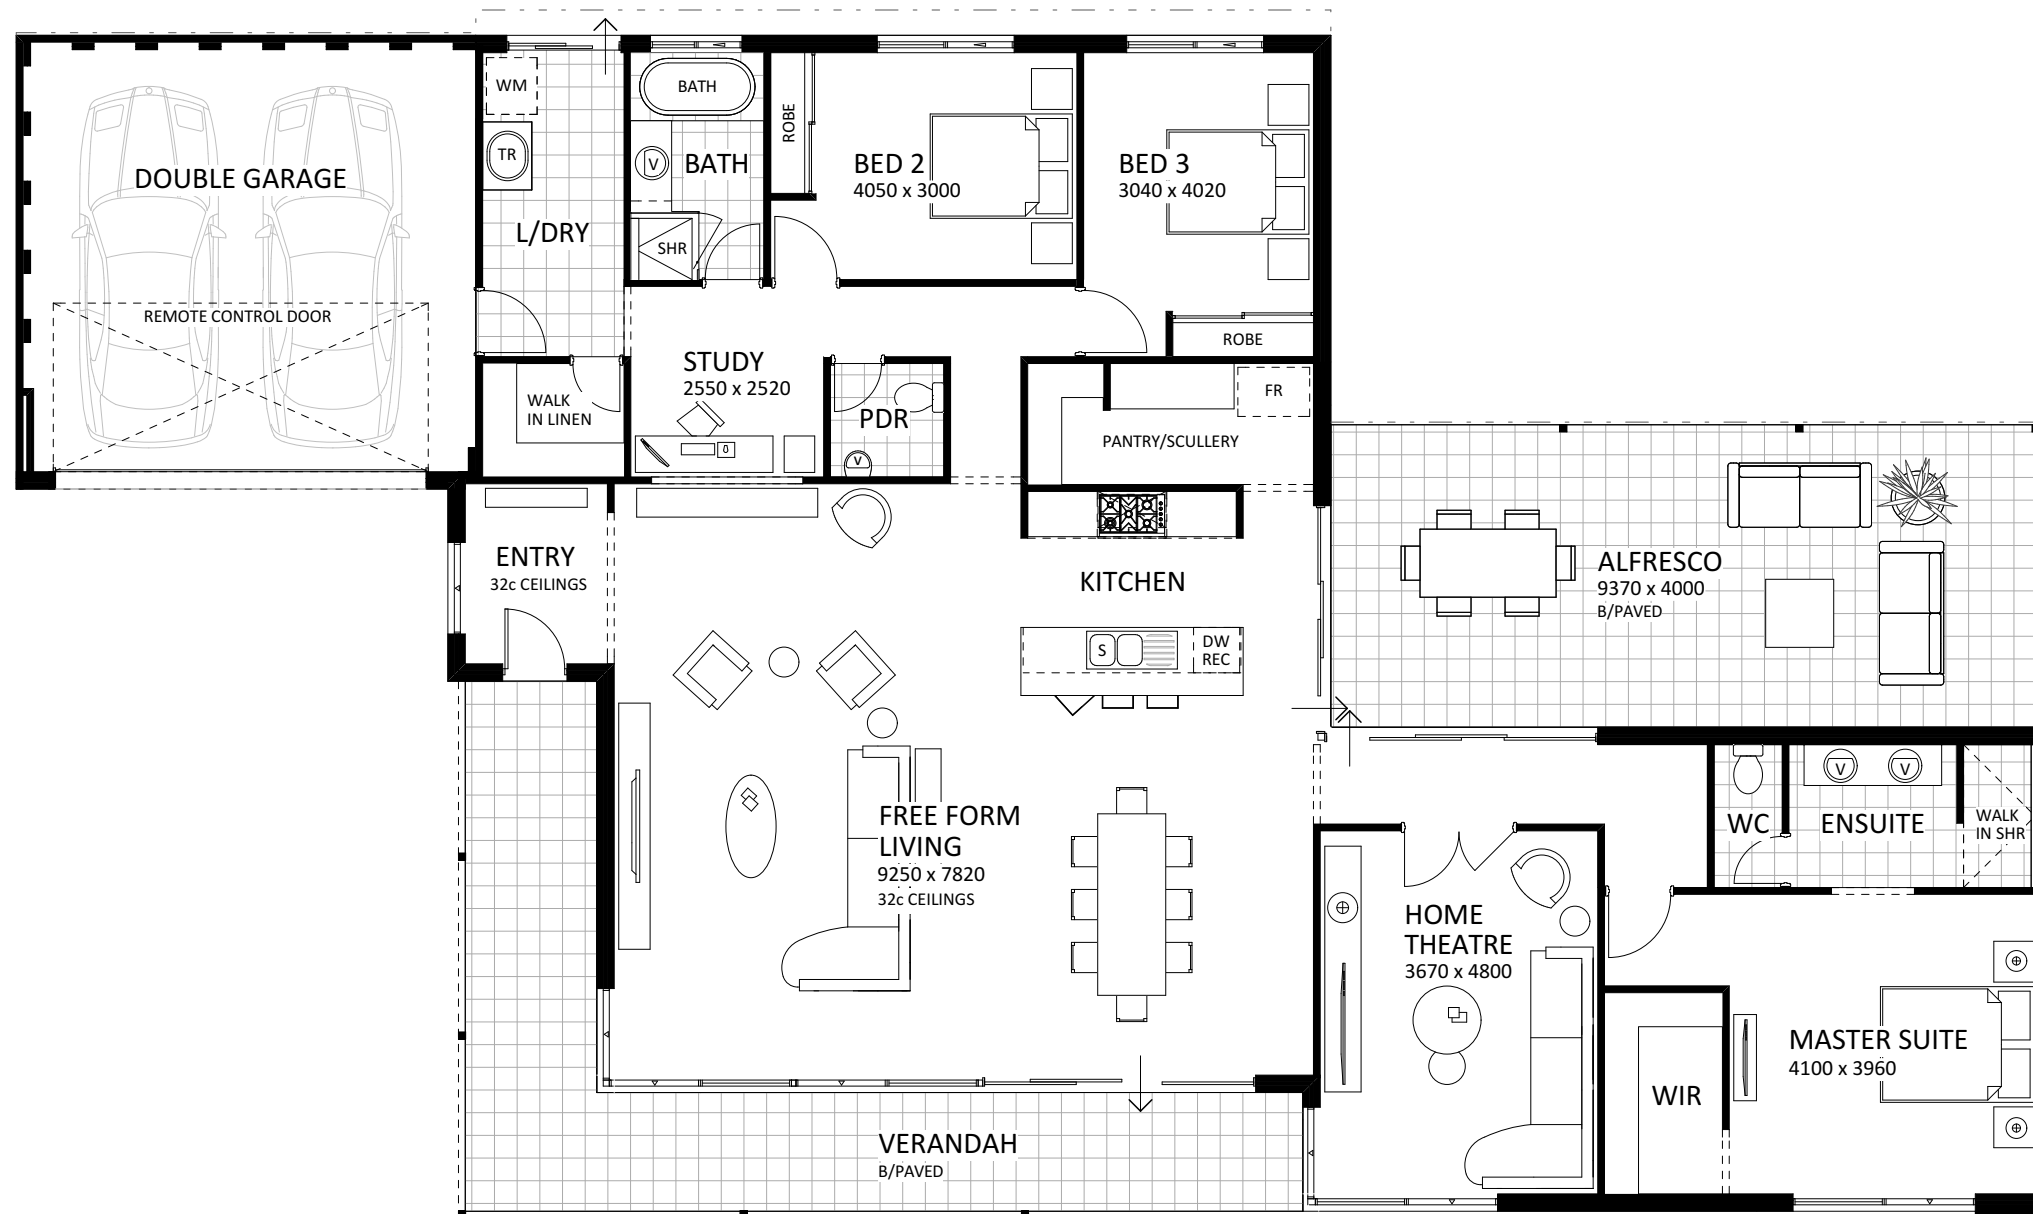 DOUBLE GARAGE
REMOTE CONTROL DOOR
WM
TR
L/DRY
WALK
IN LINEN
BATH
V
BATH
SHR
ROBE
BED 2
4050 x 3000
BED 3
3040 x 4020
ROBE
STUDY
2550 x 2520
PDR
V
FR
PANTRY/SCULLERY
ENTRY
32c CEILINGS
KITCHEN
S
DW
REC
ALFRESCO
9370 x 4000
B/PAVED
FREE FORM
LIVING
9250 x 7820
32c CEILINGS
WC
V
V
ENSUITE
WALK
IN SHR
HOME
THEATRE
3670 x 4800
MASTER SUITE
4100 x 3960
WIR
VERANDAH
B/PAVED